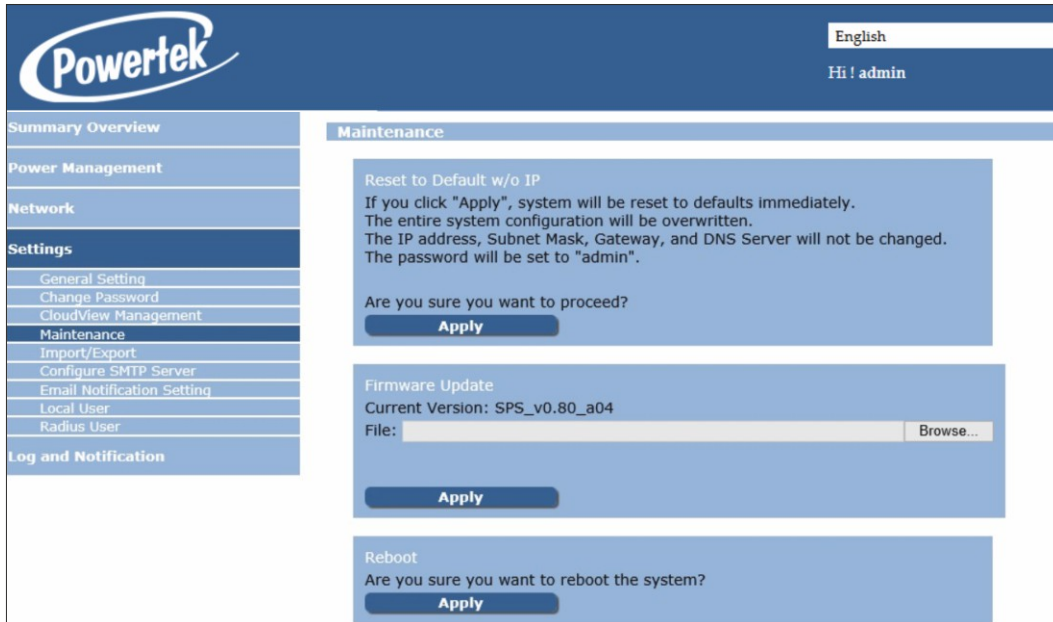 Powertek
English
Hi ! admin
Summary Overview
Power Management
Network
Settings
General Setting
Change Password
CloudView Management
Maintenance
Import/Export
Configure SMTP Server
Email Notification Setting
Local User
Radius User
Log and Notification
Maintenance
Reset to Default w/o IP
If you click "Apply", system will be reset to defaults immediately.
The entire system configuration will be overwritten.
The IP address, Subnet Mask, Gateway, and DNS Server will not be changed.
The password will be set to "admin".
Are you sure you want to proceed?
Apply
Firmware Update
Current Version: SPS_v0.80_a04
File: Browse...
Apply
Reboot
Are you sure you want to reboot the system?
Apply